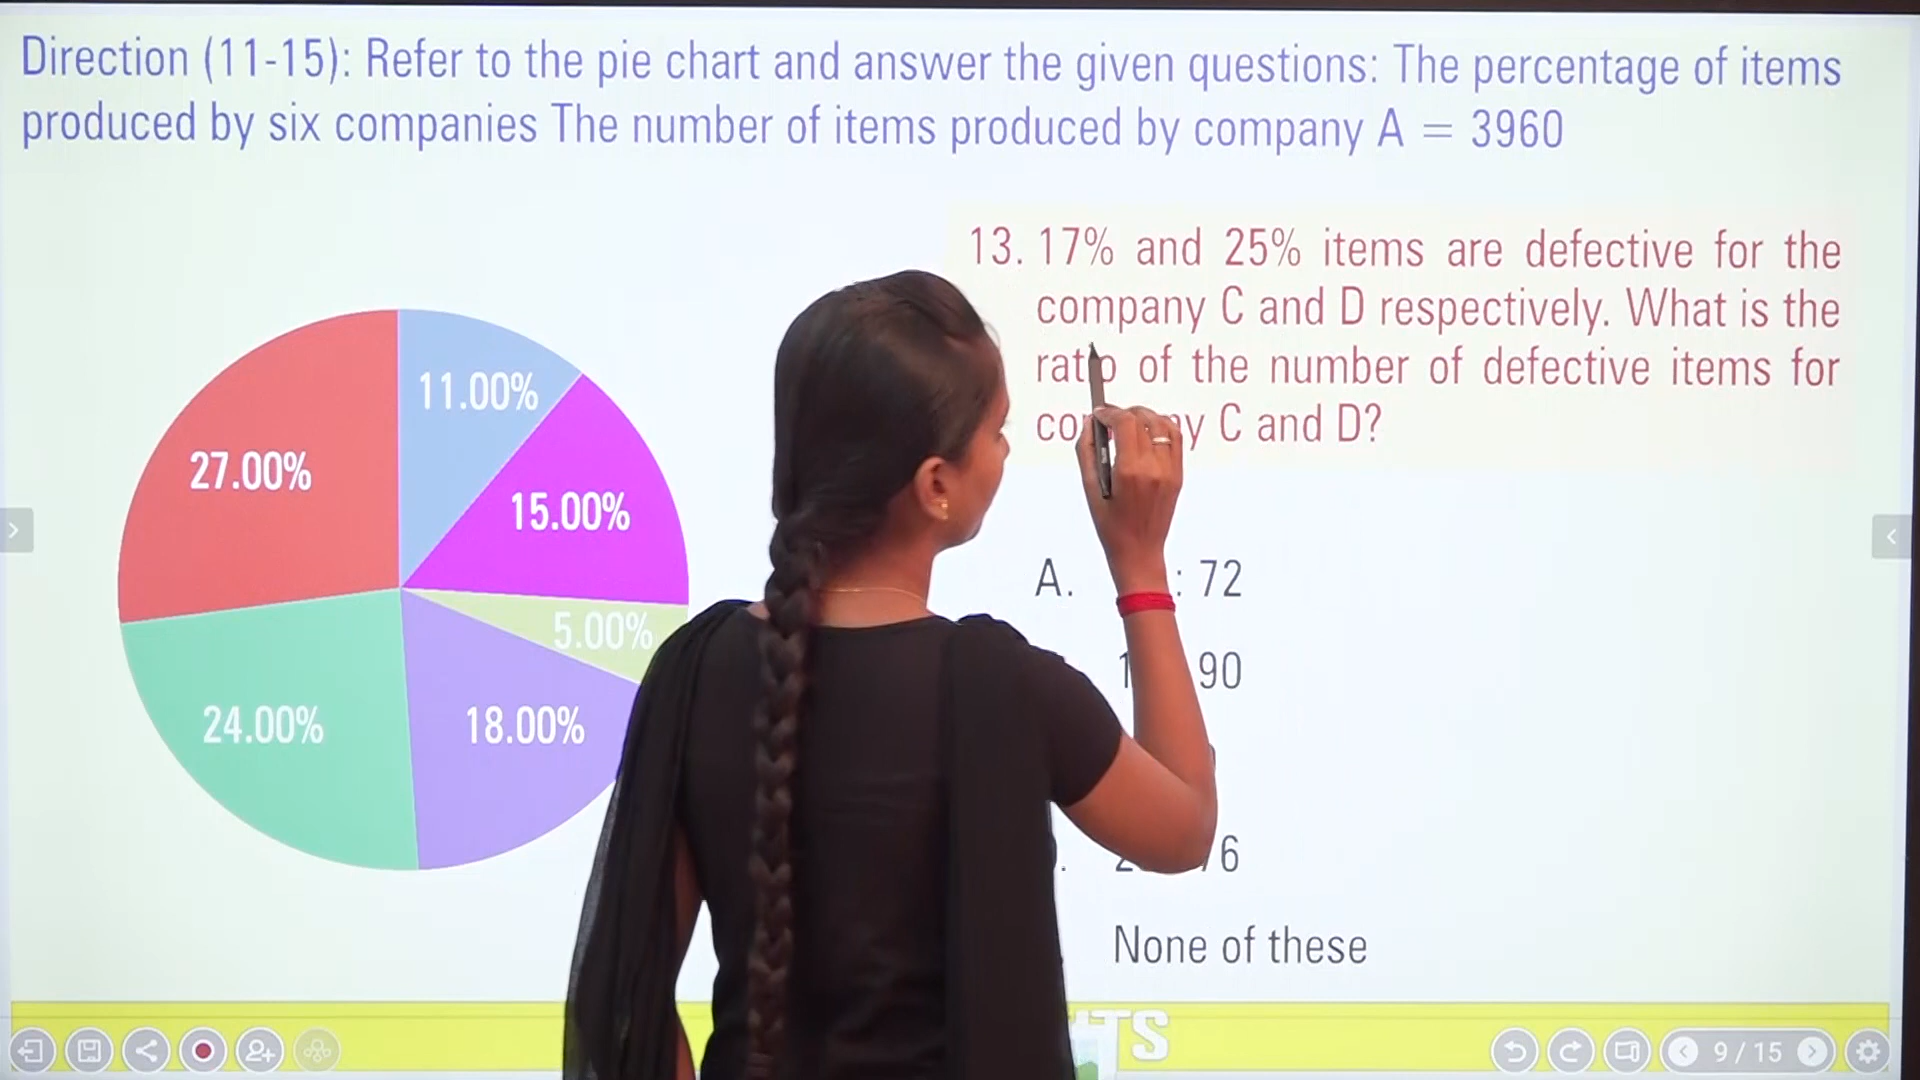 Direction (11-15): Refer to the pie chart and answer the given questions: The percentage of items
produced by six companies The number of items produced by company A = 3960
13. 17% and 25% items are defective for the
company C and D respectively. What is the
ratio of the number of defective items for
C and D?
11.00%
27.00%
15.00%
5.00%
24.00%
18.00%
A. : 72
90
None of these
9 / 15